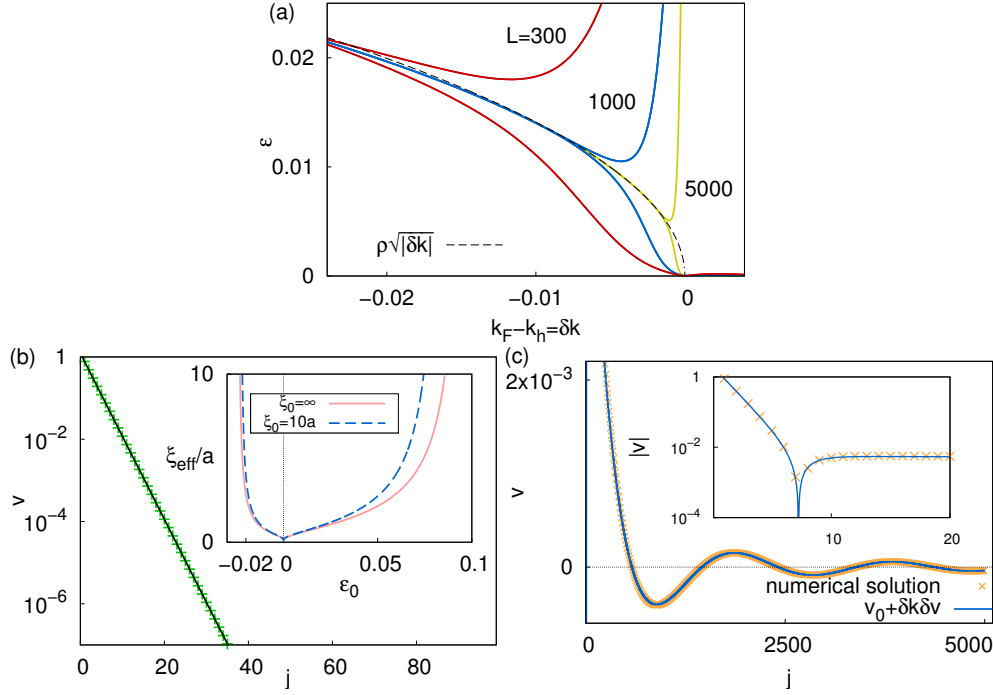 (a)
L=300
0.02
1000
ε
0.01
5000
ρ√|δk|
0
−0.02
−0.01
0
k_F−k_h=δk
(b)
1
10
ξ_0=∞
ξ_0=10a
10^−2
ξ_eff/a
v
10^−4
0
−0.02
0
0.05
0.1
ε_0
10^−6
0
20
40
60
80
j
(c)
2×10^−3
1
|v|
10^−2
v
10^−4
0
10
20
0
numerical solution
v_0+δkδv
0
2500
5000
j